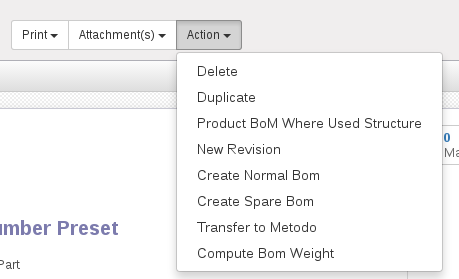 Print Attachment(s) Action
Delete
Duplicate
Product BoM Where Used Structure
New Revision
Create Normal Bom
Create Spare Bom
Transfer to Metodo
Compute Bom Weight
0
Ma
umber Preset
Part